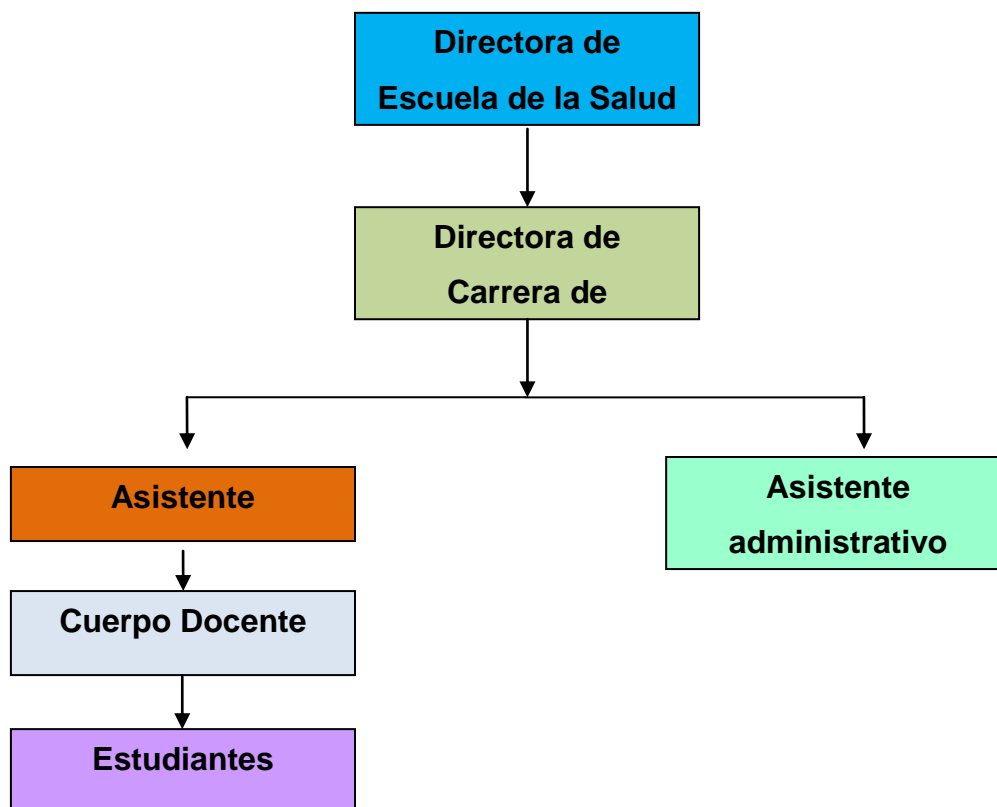 Directora de
Escuela de la Salud
Directora de
Carrera de
Asistente
Asistente
administrativo
Cuerpo Docente
Estudiantes